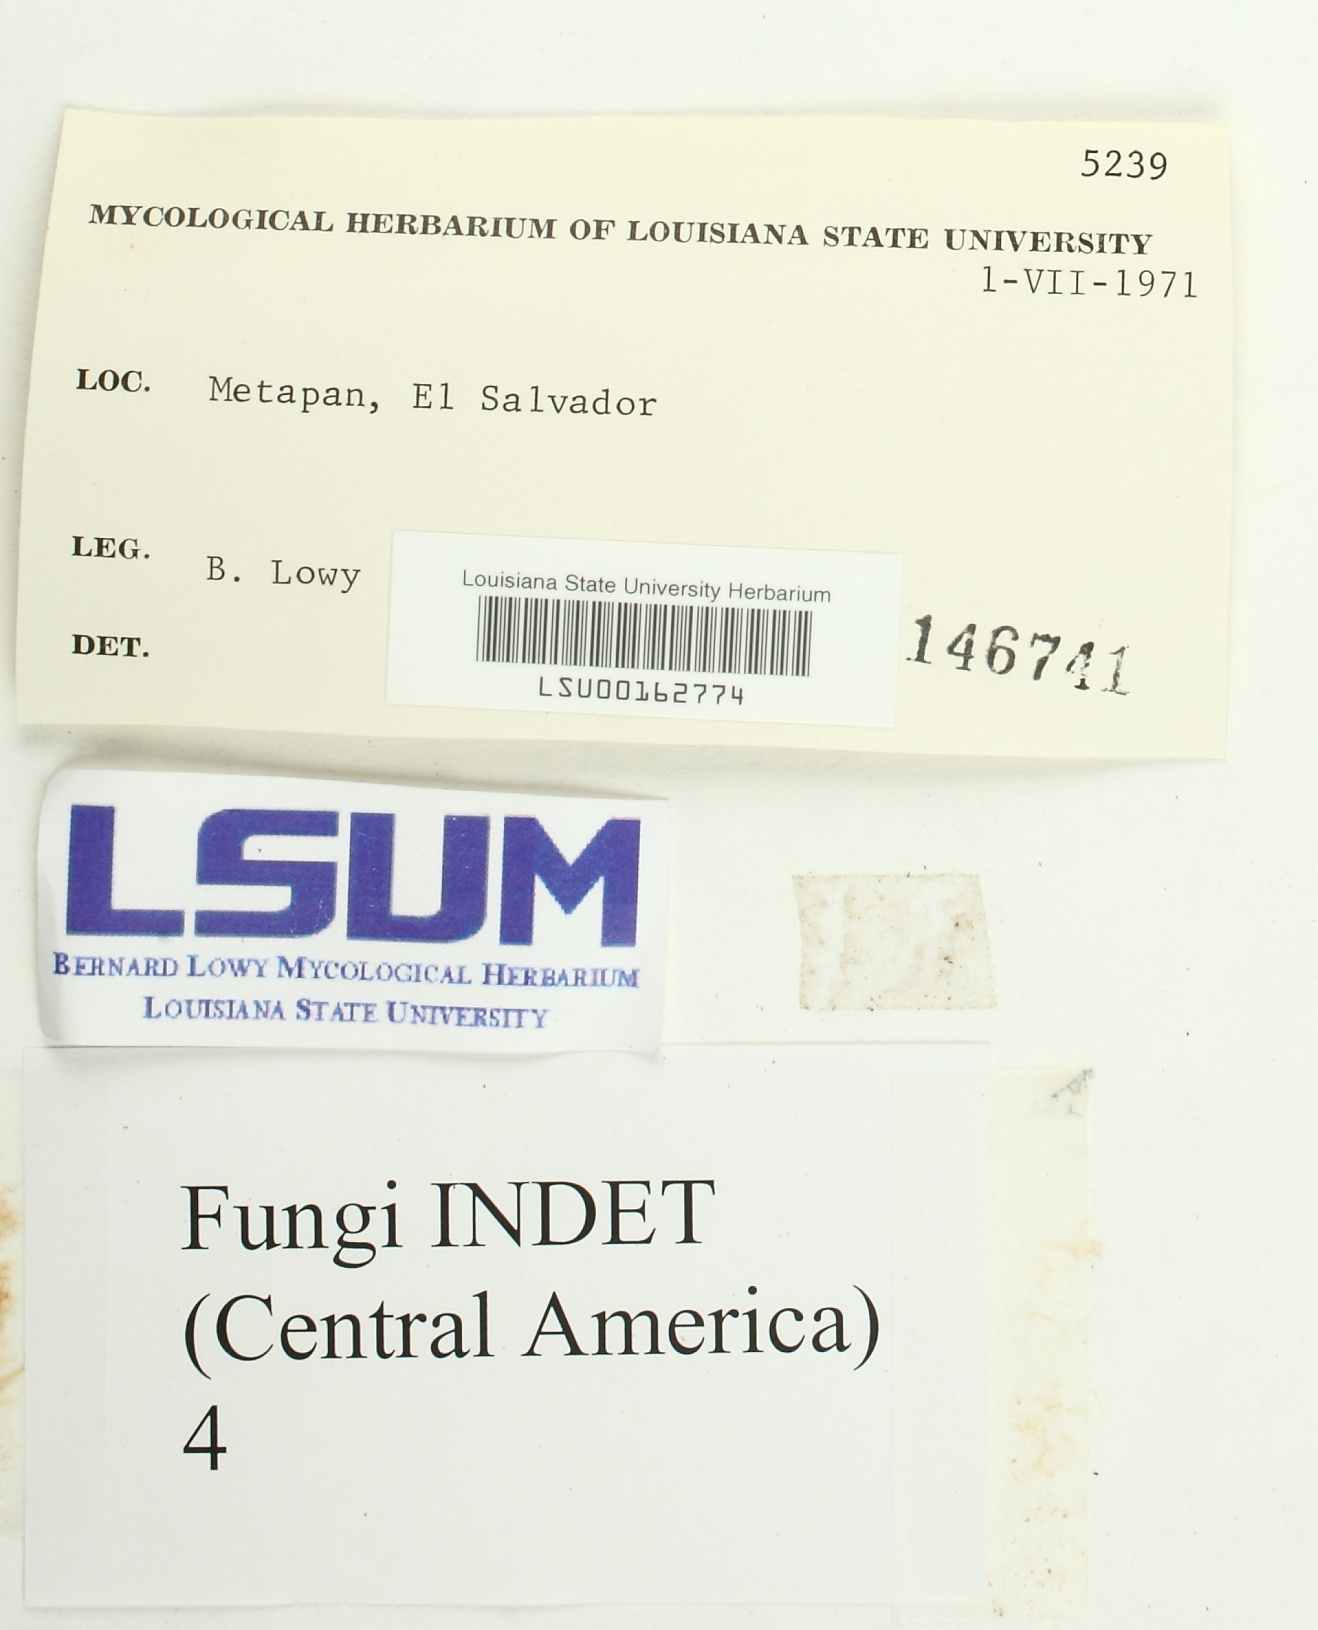 5239
MYCOLOGICAL HERBARIUM OF LOUISIANA STATE UNIVERSITY
1-VII-1971
LOC. Metapan, El Salvador
LEG. B. Lowy
DET.
Louisiana State University Herbarium
LSU00162774
146741
LSUM
BERNARD LOWY MYCOLOGICAL HERBARIUM
LOUISIANA STATE UNIVERSITY
Fungi INDET
(Central America)
4